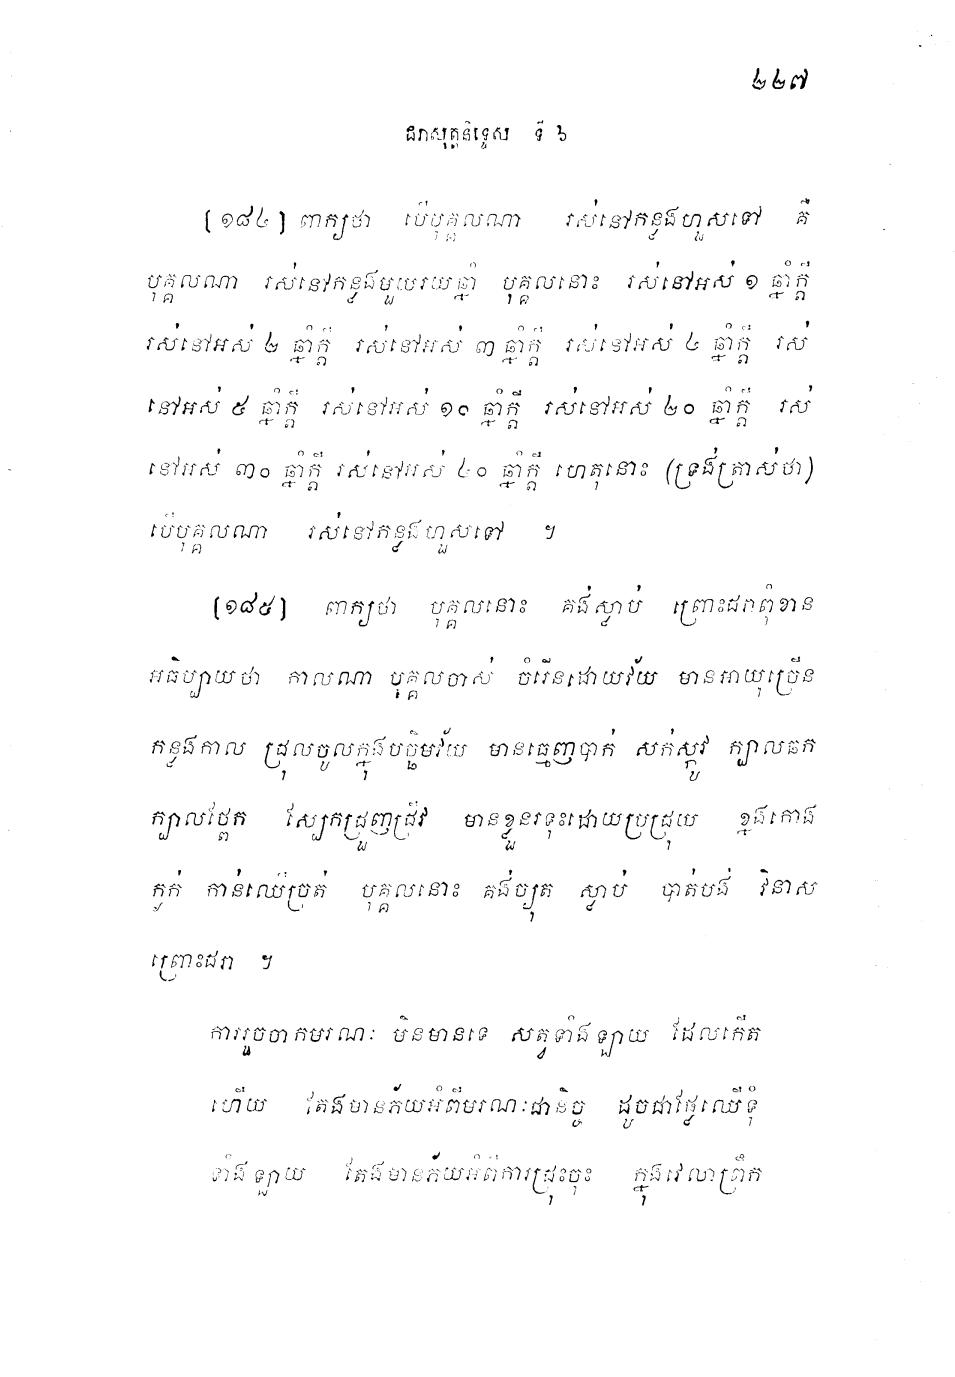 ២២៧
ជរាសុត្តនិទ្ទេស ទី ៦
[១៨៤] ពាក្យថា បើបុគ្គលណា រស់នៅកន្លងហួសទៅ គឺ
បុគ្គលណា រស់នៅកន្លងមួយរយឆ្នាំ បុគ្គលនោះ រស់នៅអស់ ១ ឆ្នាំក្តី
រស់នៅអស់ ២ ឆ្នាំក្តី រស់នៅអស់ ៣ ឆ្នាំក្តី រស់នៅអស់ ៤ ឆ្នាំក្តី រស់
នៅអស់ ៥ ឆ្នាំក្តី រស់នៅអស់ ១០ ឆ្នាំក្តី រស់នៅអស់ ២០ ឆ្នាំក្តី រស់
នៅអស់ ៣០ ឆ្នាំក្តី រស់នៅអស់ ៤០ ឆ្នាំក្តី ហេតុនោះ (ទ្រង់ត្រាស់ថា)
បើបុគ្គលណា រស់នៅកន្លងហួសទៅ ។
[១៨៥] ពាក្យថា បុគ្គលនោះ គង់ស្លាប់ ព្រោះជរាពុំខាន
អធិប្បាយថា កាលណា បុគ្គលចាស់ ចំរើនដោយវ័យ មានអាយុច្រើន
កន្លងកាល ជ្រុលចូលក្នុងបច្ឆិមវ័យ មានធ្មេញបាក់ សក់ស្កូវ ក្បាលធក
ក្បាលថ្ពែក ស្បែកជ្រួញជ្រីវ មានខ្លួនរទុះដោយប្រជ្រុយ ខ្នងកោង
កូក់ កាន់ឈើច្រត់ បុគ្គលនោះ គង់ច្យុត ស្លាប់ បាត់បង់ វិនាស
ព្រោះជរា ។
ការរួចចាកមរណៈ មិនមានទេ សត្វទាំងឡាយ ដែលកើត
ហើយ តែងមានភ័យអំពីមរណៈជានិច្ច ដូចជាផ្លែឈើទុំ
ទាំងឡាយ តែងមានភ័យអំពីការជ្រុះចុះ ក្នុងវេលាព្រឹក